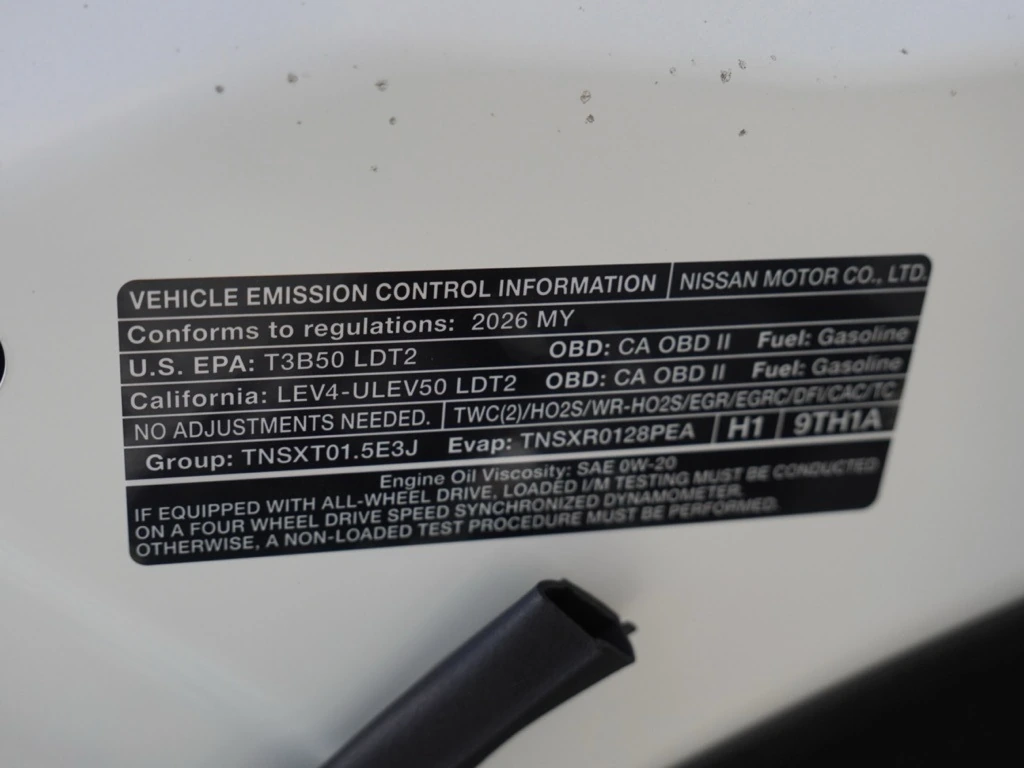 VEHICLE EMISSION CONTROL INFORMATION NISSAN MOTOR CO., LTD.
Conforms to regulations: 2026 MY
U.S. EPA: T3B50 LDT2 OBD: CA OBD II Fuel: Gasoline
California: LEV4-ULEV50 LDT2 OBD: CA OBD II Fuel: Gasoline
NO ADJUSTMENTS NEEDED. TWC(2)/HO2S/WR-HO2S/EGR/EGRC/DFI/CAC/TC
Group: TNSXT01.5E3J Evap: TNSXR0128PEA H1 9TH1A
Engine Oil Viscosity: SAE 0W-20
IF EQUIPPED WITH ALL-WHEEL DRIVE, LOADED I/M TESTING MUST BE CONDUCTED
ON A FOUR WHEEL DRIVE SPEED SYNCHRONIZED DYNAMOMETER.
OTHERWISE, A NON-LOADED TEST PROCEDURE MUST BE PERFORMED.